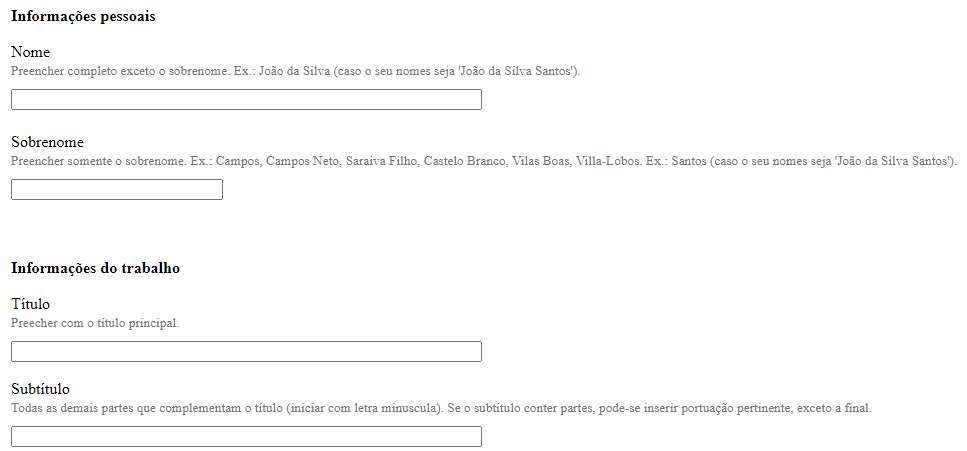 Informações pessoais
Nome
Preencher completo exceto o sobrenome. Ex.: João da Silva (caso o seu nomes seja 'João da Silva Santos').
Sobrenome
Preencher somente o sobrenome. Ex.: Campos, Campos Neto, Saraiva Filho, Castelo Branco, Vilas Boas, Villa-Lobos. Ex.: Santos (caso o seu nomes seja 'João da Silva Santos').
Informações do trabalho
Título
Preecher com o título principal.
Subtítulo
Todas as demais partes que complementam o título (iniciar com letra minuscula). Se o subtítulo conter partes, pode-se inserir portuação pertinente, exceto a final.